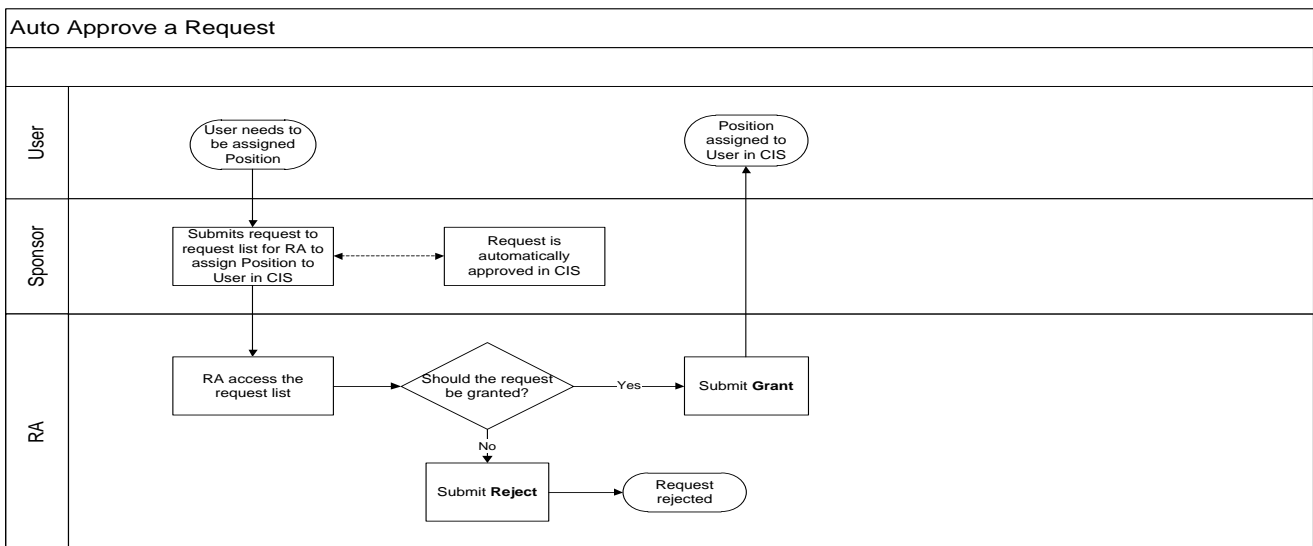 Auto Approve a Request
User
User needs to
be assigned
Position
Position
assigned to
User in CIS
Sponsor
Submits request to
request list for RA to
assign Position to
User in CIS
Request is
automatically
approved in CIS
RA
RA access the
request list
Should the request
be granted?
Yes
Submit Grant
No
Submit Reject
Request
rejected